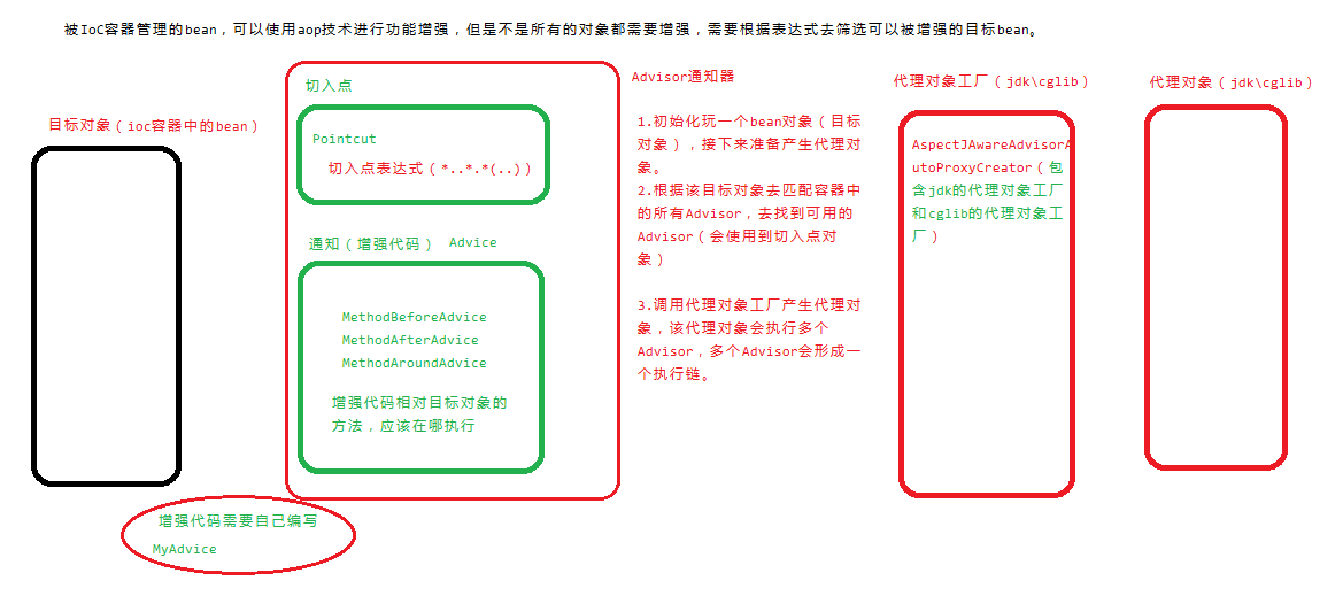 被IoC容器管理的bean，可以使用aop技术进行功能增强，但是不是所有的对象都需要增强，需要根据表达式去筛选可以被增强的目标bean。
目标对象（ioc容器中的bean）
切入点
Pointcut
切入点表达式（*..*.*(..)）
通知（增强代码） Advice
MethodBeforeAdvice
MethodAfterAdvice
MethodAroundAdvice
增强代码相对目标对象的
方法，应该在哪执行
增强代码需要自己编写
MyAdvice
Advisor通知器
1.初始化玩一个bean对象（目标
对象），接下来准备产生代理对
象。
2.根据该目标对象去匹配容器中
的所有Advisor，去找到可用的
Advisor（会使用到切入点对
象）
3.调用代理对象工厂产生代理对
象，该代理对象会执行多个
Advisor，多个Advisor会形成一
个执行链。
代理对象工厂（jdk\cglib）
AspectJAwareAdvisorA
utoProxyCreator（包
含jdk的代理对象工厂
和cglib的代理对象工
厂）
代理对象（jdk\cglib）